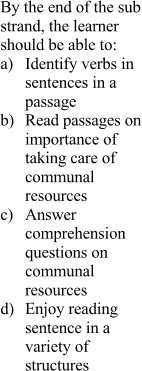 By the end of the sub
strand, the learner
should be able to:
a) Identify verbs in
sentences in a
passage
b) Read passages on
importance of
taking care of
communal
resources
c) Answer
comprehension
questions on
communal
resources
d) Enjoy reading
sentence in a
variety of
structures